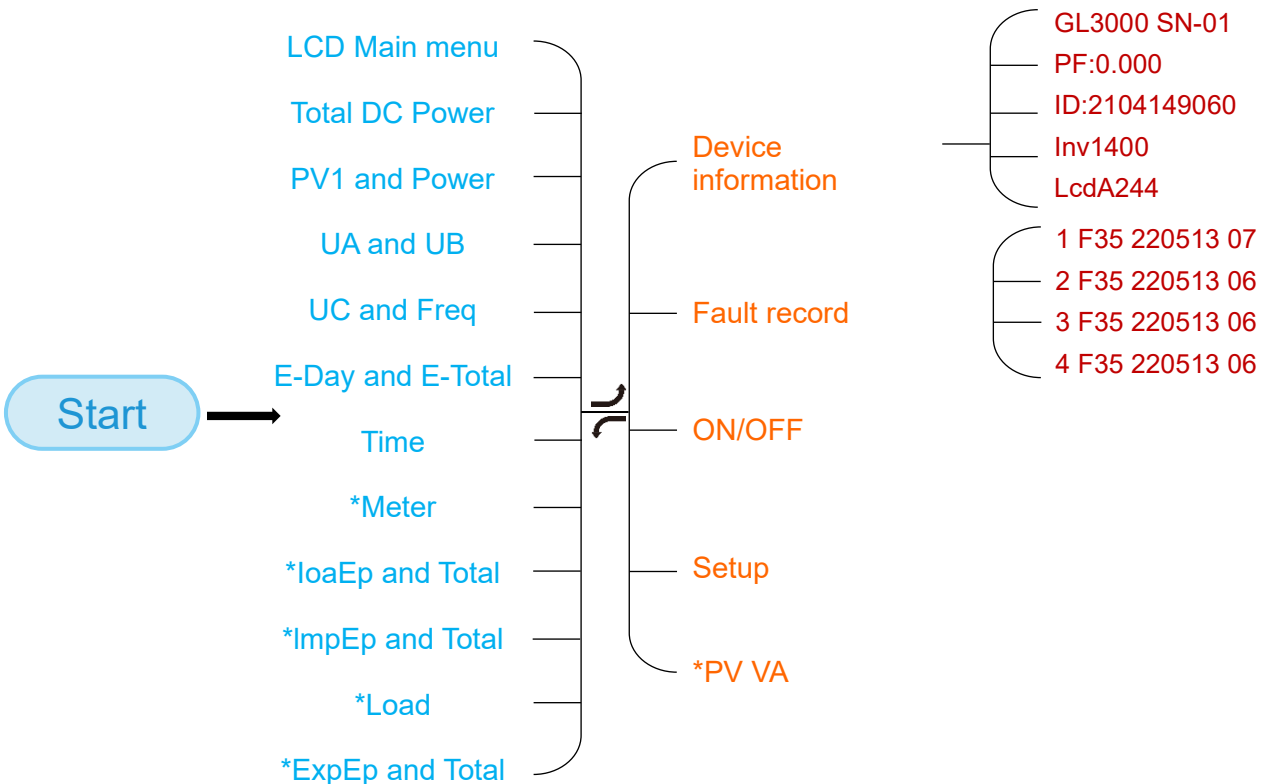 Start
LCD Main menu
Total DC Power
PV1 and Power
UA and UB
UC and Freq
E-Day and E-Total
Time
*Meter
*IoaEp and Total
*ImpEp and Total
*Load
*ExpEp and Total
Device
information
Fault record
ON/OFF
Setup
*PV VA
GL3000 SN-01
PF:0.000
ID:2104149060
Inv1400
LcdA244
1 F35 220513 07
2 F35 220513 06
3 F35 220513 06
4 F35 220513 06